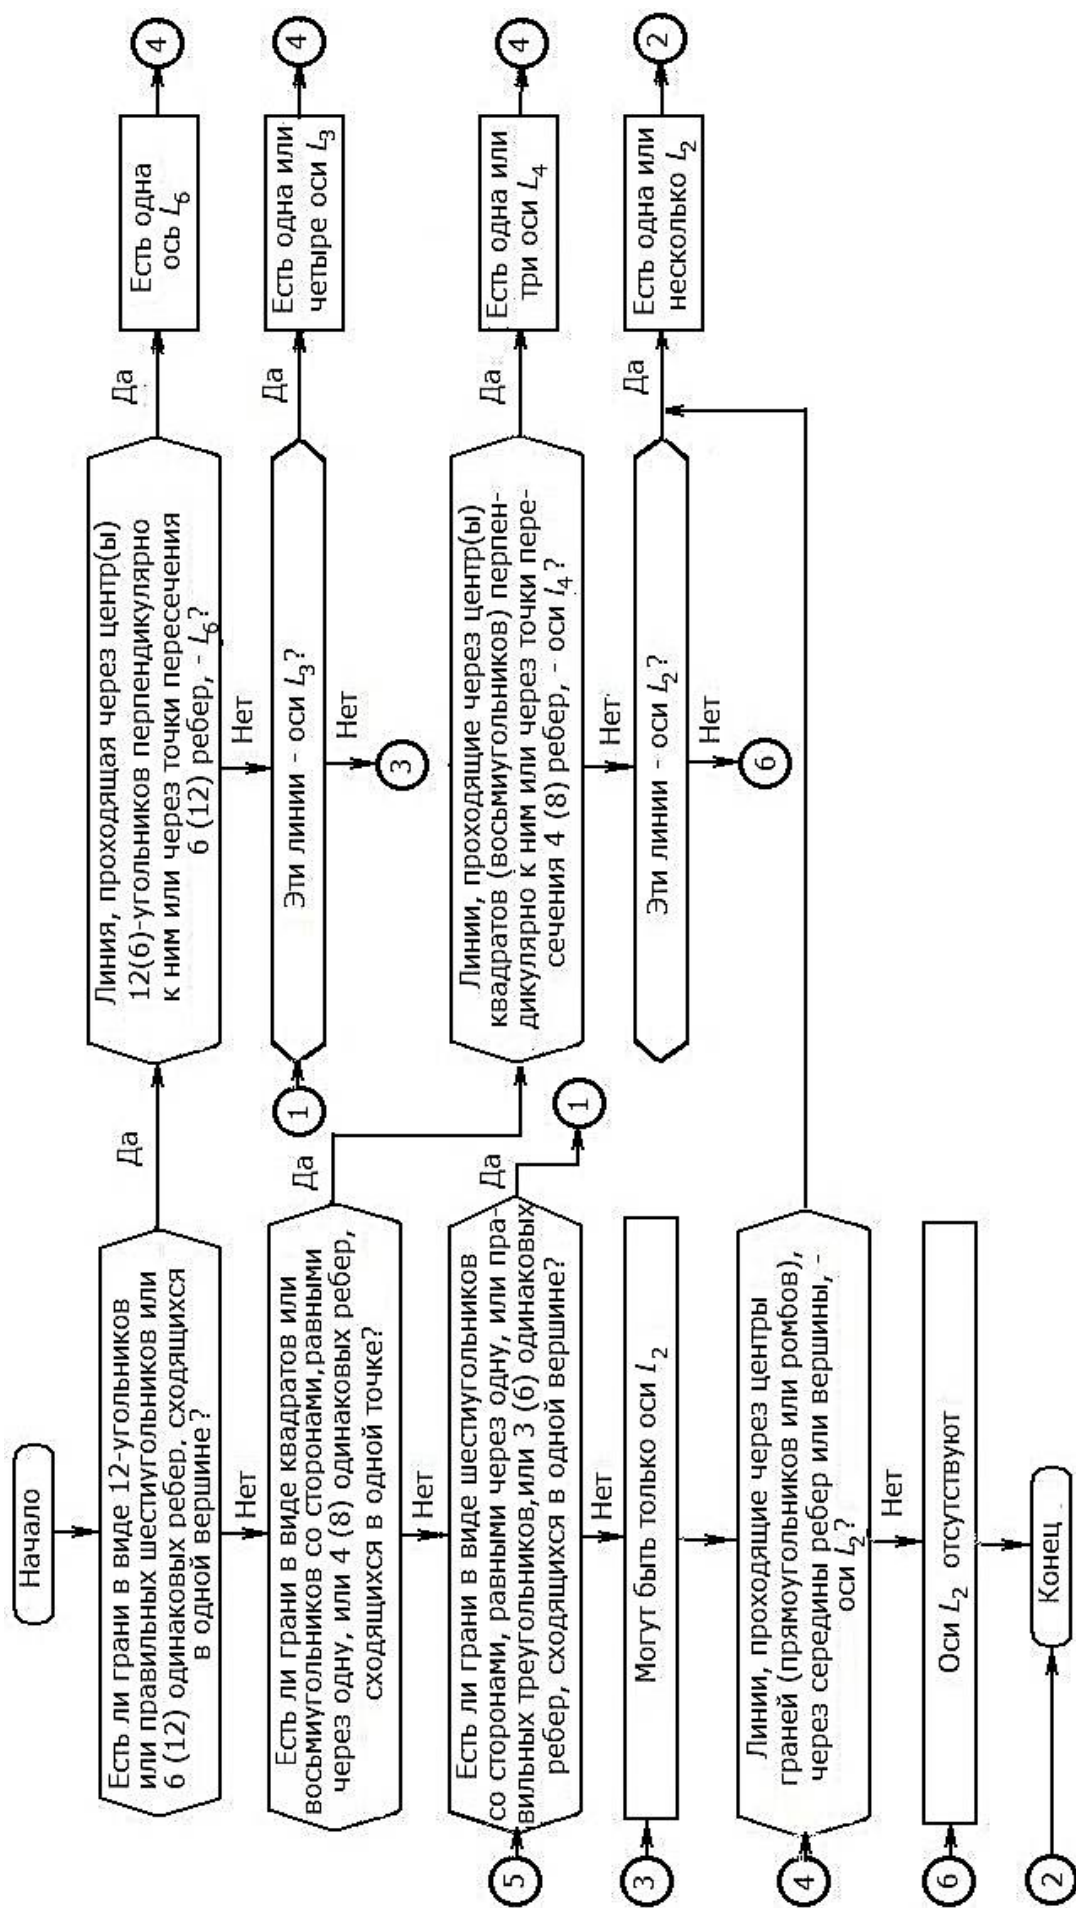 Начало
Есть ли грани в виде 12-угольников
или правильных шестиугольников или
6 (12) одинаковых ребер, сходящихся
в одной вершине?
Да
Линия, проходящая через центр(ы)
12(6)-угольников перпендикулярно
к ним или через точки пересечения
6 (12) ребер, - L6?
Да
Есть одна
ось L6
4
Нет
Нет
Есть ли грани в виде квадратов или
восьмиугольников со сторонами,равными
через одну, или 4 (8) одинаковых ребер,
сходящихся в одной точке?
Да
1
Эти линии - оси L3?
Да
Есть одна или
четыре оси L3
4
Нет
3
Нет
5
Есть ли грани в виде шестиугольников
со сторонами, равными через одну, или пра-
вильных треугольников,или 3 (6) одинаковых
ребер, сходящихся в одной вершине?
Да
1
Линии, проходящие через центр(ы)
квадратов (восьмиугольников) перпен-
дикулярно к ним или через точки пере-
сечения 4 (8) ребер, - оси L4?
Да
Есть одна или
три оси L4
4
Нет
Нет
3
Могут быть только оси L2
Эти линии - оси L2?
Да
Есть одна или
несколько L2
2
Нет
6
4
Линии, проходящие через центры
граней (прямоугольников или ромбов),
через середины ребер или вершины, -
оси L2?
Нет
6
Оси L2 отсутствуют
2
Конец